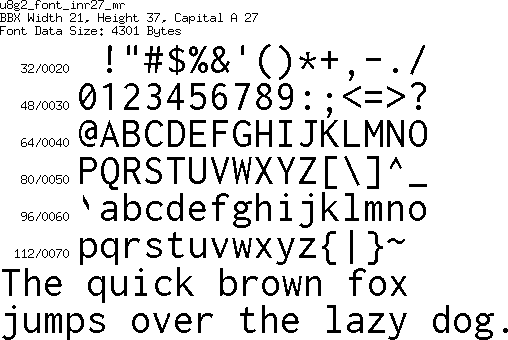 u8g2_font_inr27_mr
BBX Width 21, Height 37, Capital A 27
Font Data Size: 4301 Bytes
32/0020 !"#$%&'()*+,-./
48/0030 0123456789:;<=>?
64/0040 @ABCDEFGHIJKLMNO
80/0050 PQRSTUVWXYZ[\]^_
96/0060 `abcdefghijklmno
112/0070 pqrstuvwxyz{|}~
The quick brown fox
jumps over the lazy dog.